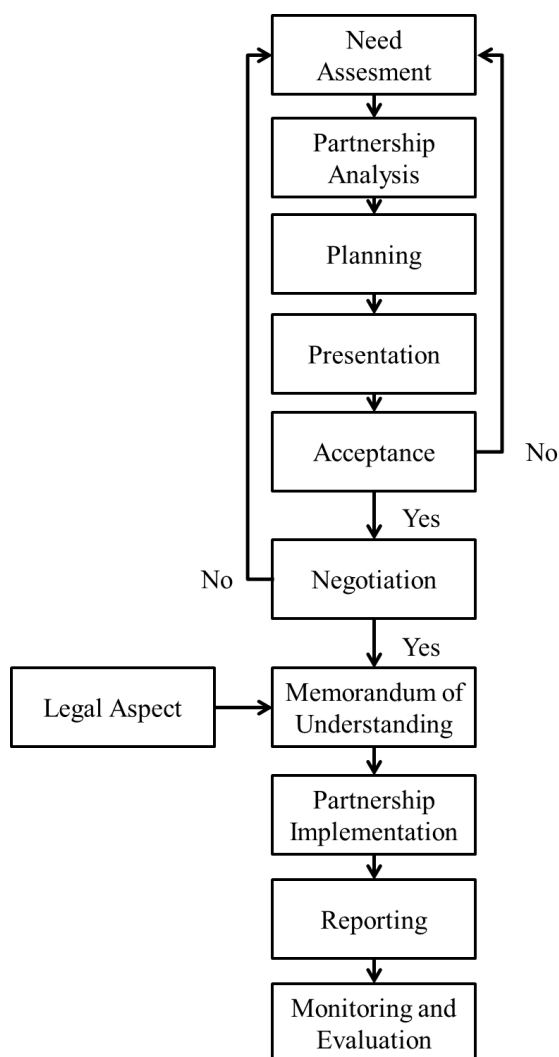 Need
Assesment
Partnership
Analysis
Planning
Presentation
Acceptance
No
Yes
No
Negotiation
Yes
Legal Aspect
Memorandum of
Understanding
Partnership
Implementation
Reporting
Monitoring and
Evaluation